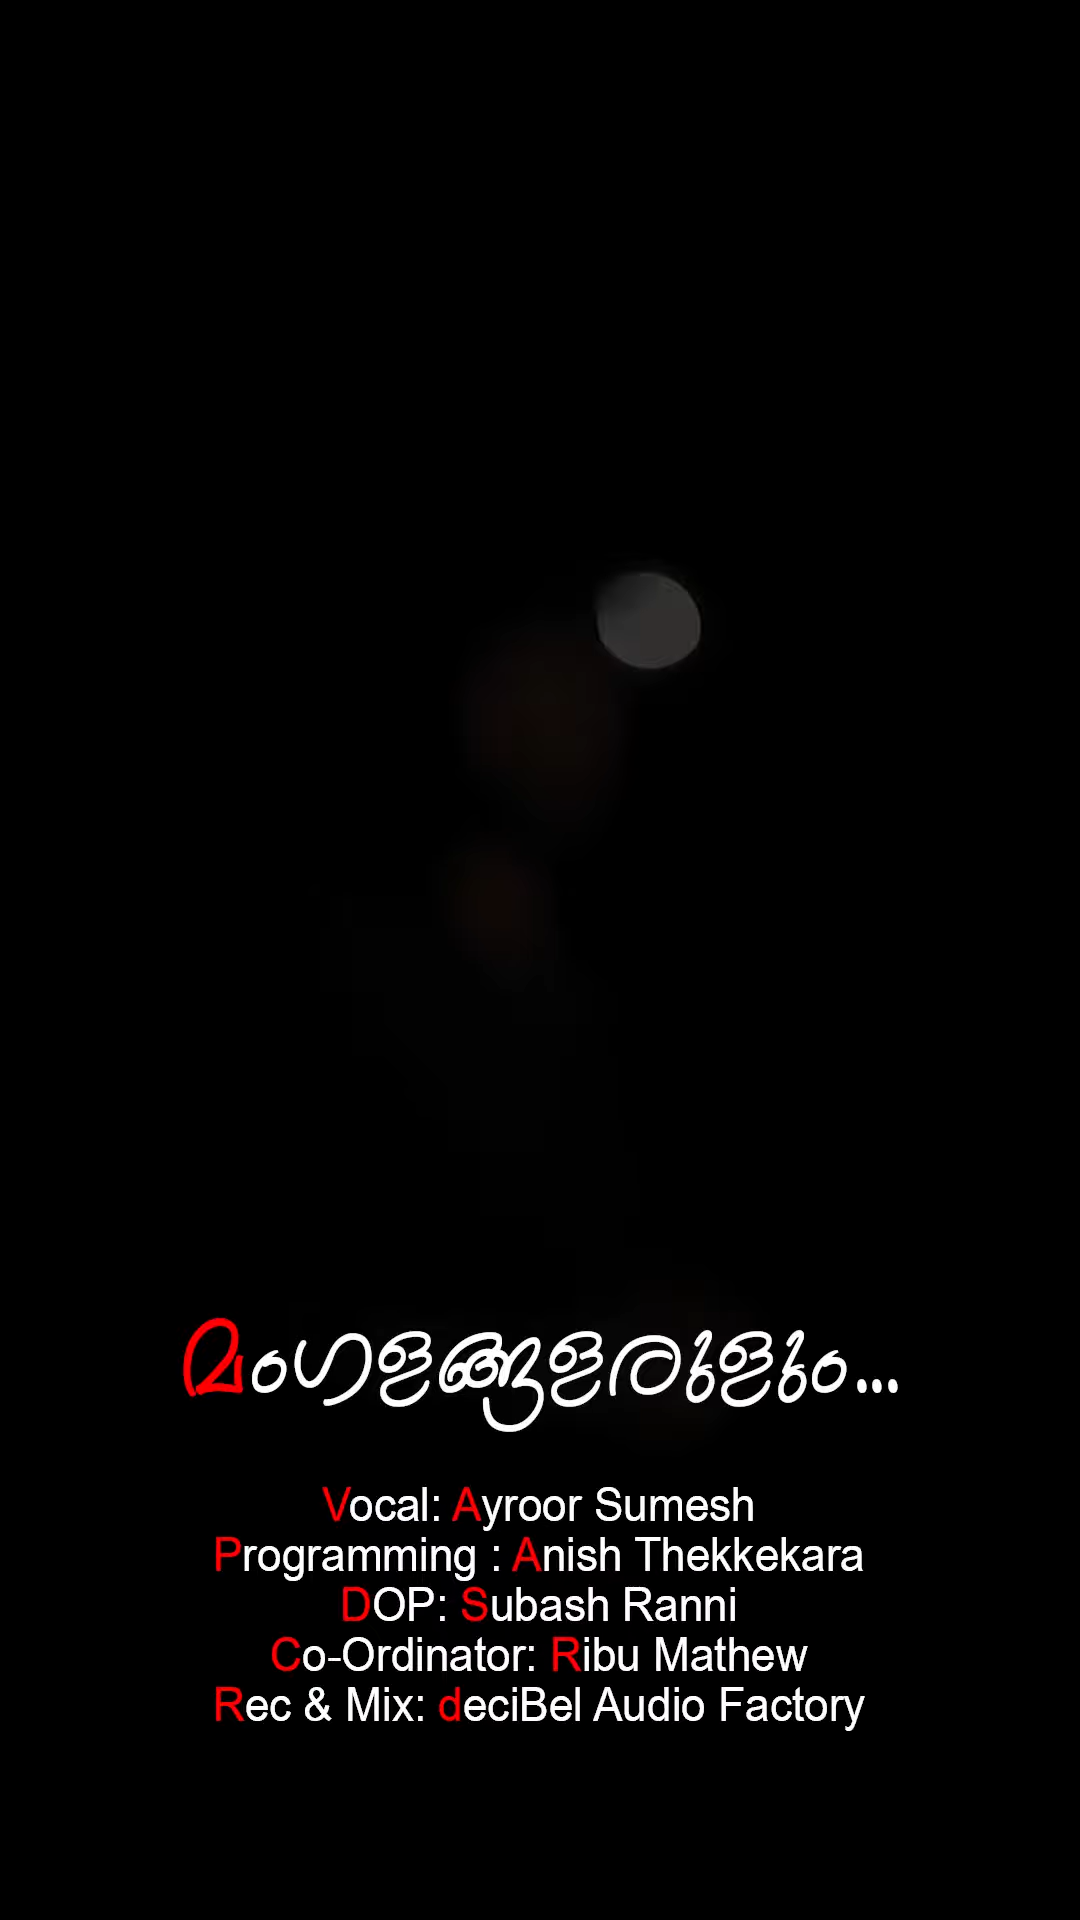 മംഗളങ്ങളരുളും...
Vocal: Ayroor Sumesh
Programming : Anish Thekkekara
DOP: Subash Ranni
Co-Ordinator: Ribu Mathew
Rec & Mix: deciBel Audio Factory